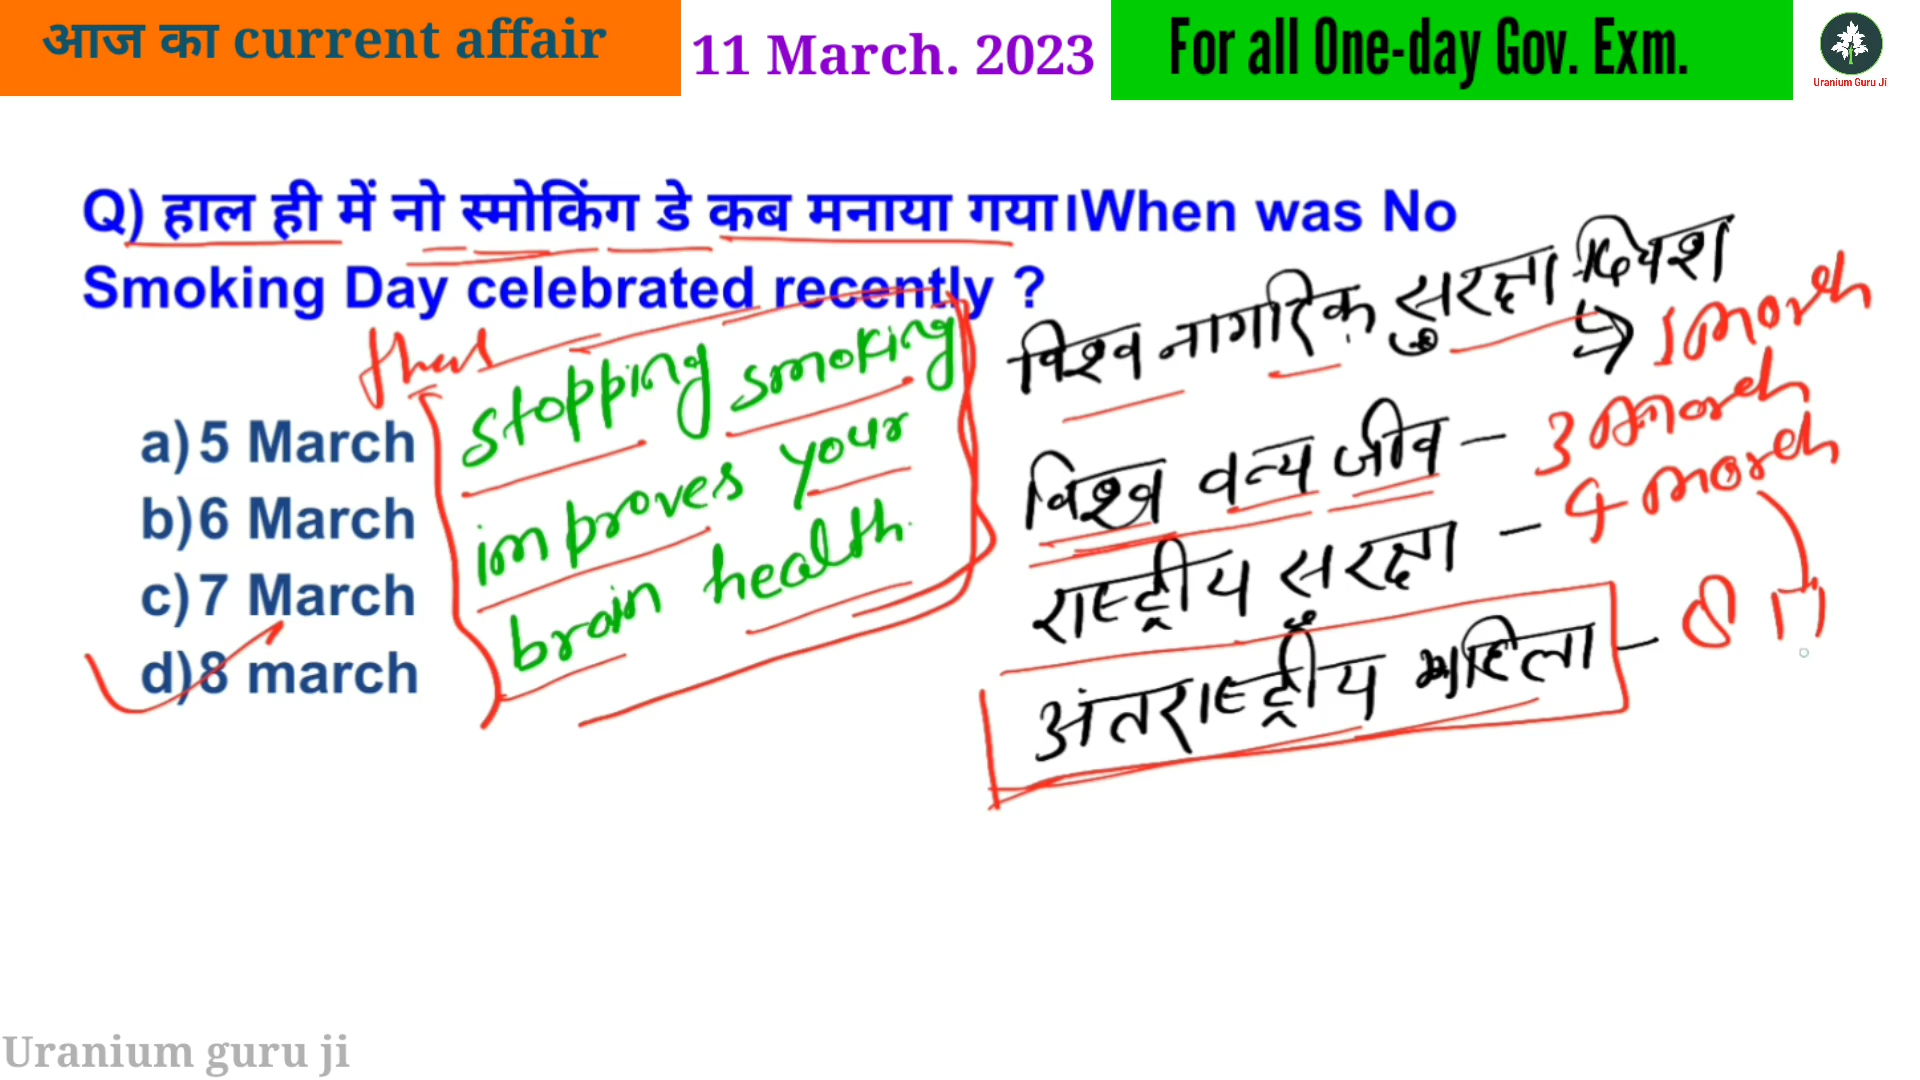 आज का current affair
11 March. 2023
For all One-day Gov. Exm.
Uranium Guru Ji
Q) हाल ही में नो स्मोकिंग डे कब मनाया गया।When was No
Smoking Day celebrated recently ?
a) 5 March
b) 6 March
c) 7 March
d) 8 march
stopping smoking
improves your
brain health.
विश्व नागरिक सुरक्षा दिवश
→ 1 March
विश्व वन्य जीव - 3 March
राष्ट्रीय सुरक्षा - 4 March
अंतराष्ट्रीय महिला - 8
Uranium guru ji